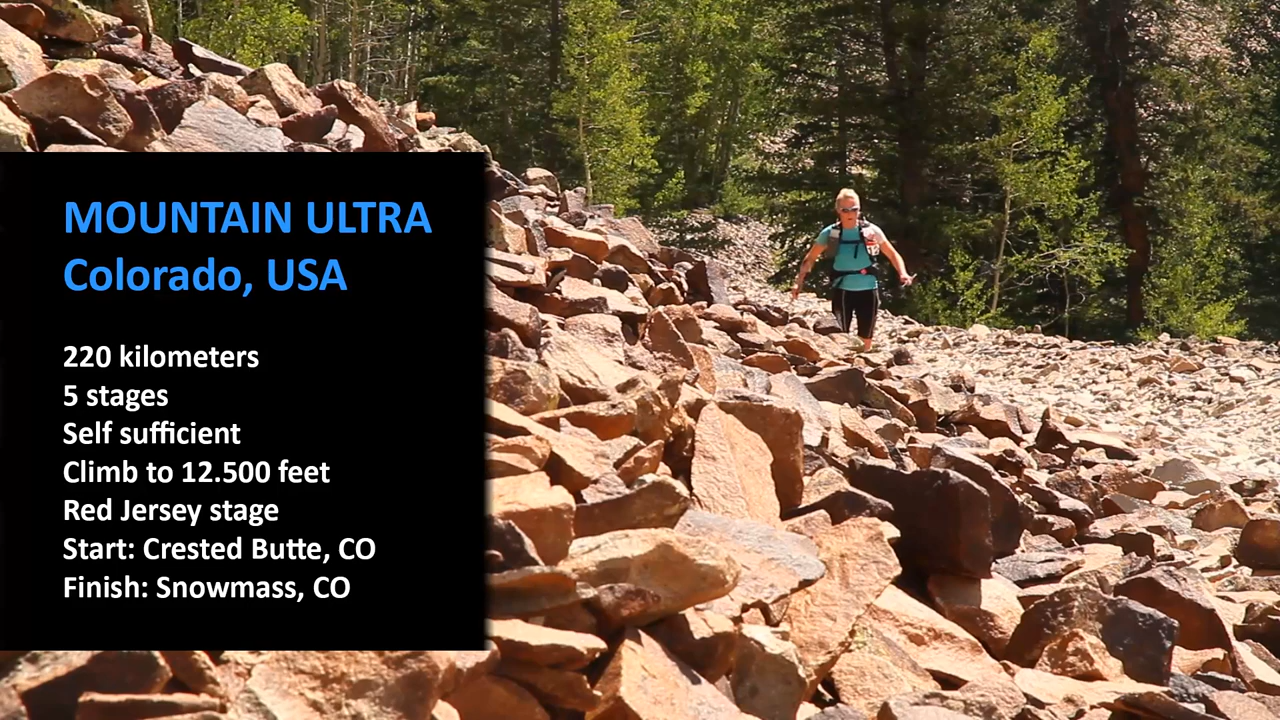 MOUNTAIN ULTRA
Colorado, USA
220 kilometers
5 stages
Self sufficient
Climb to 12.500 feet
Red Jersey stage
Start: Crested Butte, CO
Finish: Snowmass, CO